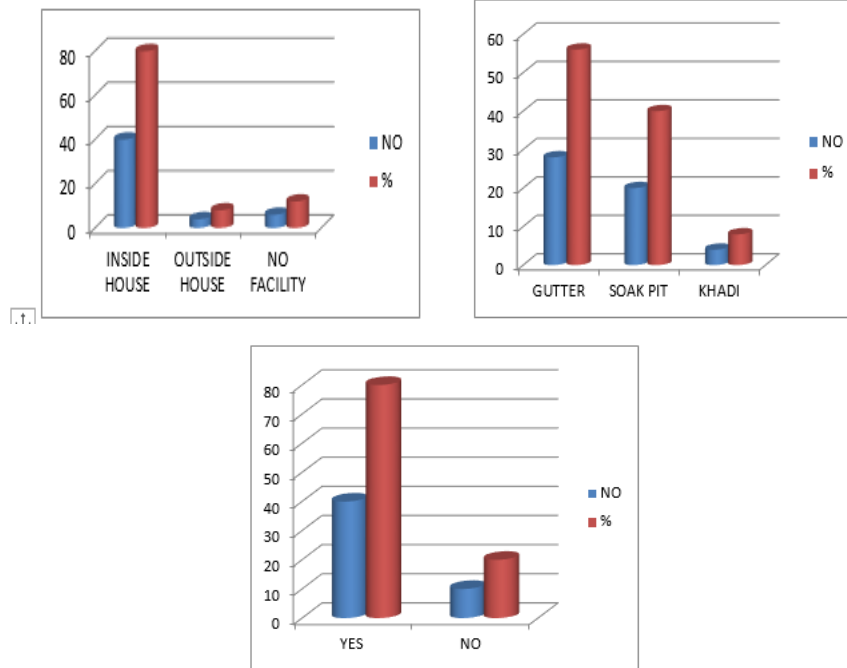 80
60
40
20
0
INSIDE HOUSE
OUTSIDE HOUSE
NO FACILITY
NO
%
60
50
40
30
20
10
0
GUTTER
SOAK PIT
KHADI
NO
%
80
70
60
50
40
30
20
10
0
YES
NO
NO
%